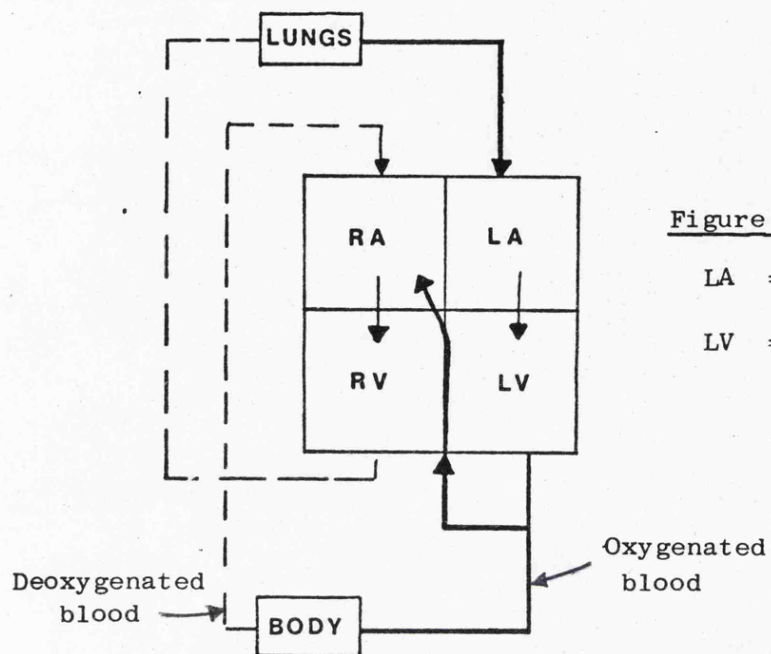 LUNGS
RA
LA
Figure
LA =
LV =
RV
LV
Oxygenated
blood
Deoxygenated
blood
BODY